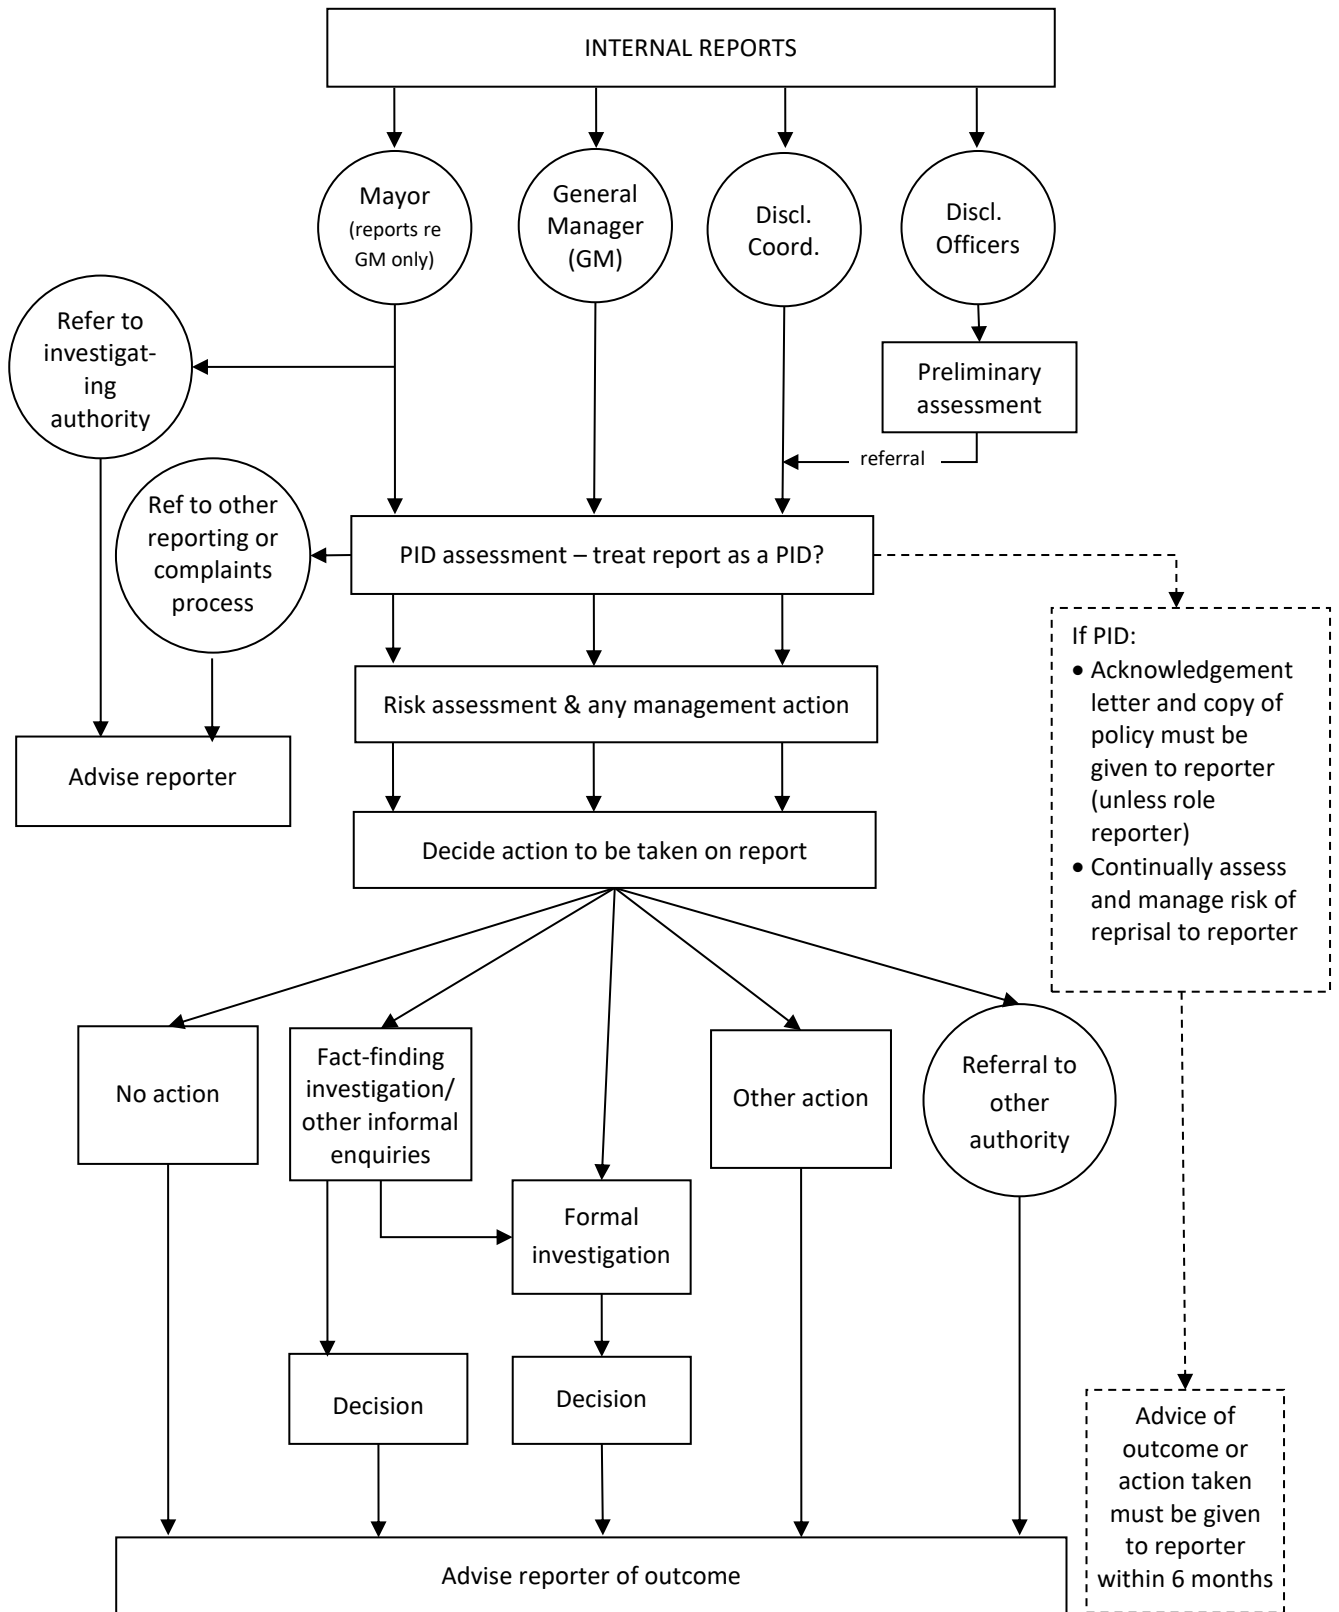 INTERNAL REPORTS
Mayor
(reports re
GM only)
General
Manager
(GM)
Discl.
Coord.
Discl.
Officers
Refer to
investigat-
ing
authority
Preliminary
assessment
referral
Ref to other
reporting or
complaints
process
PID assessment – treat report as a PID?
If PID:
• Acknowledgement
letter and copy of
policy must be
given to reporter
(unless role
reporter)
• Continually assess
and manage risk of
reprisal to reporter
Risk assessment & any management action
Advise reporter
Decide action to be taken on report
No action
Fact-finding
investigation/
other informal
enquiries
Other action
Referral to
other
authority
Formal
investigation
Decision
Decision
Advice of
outcome or
action taken
must be given
to reporter
within 6 months
Advise reporter of outcome